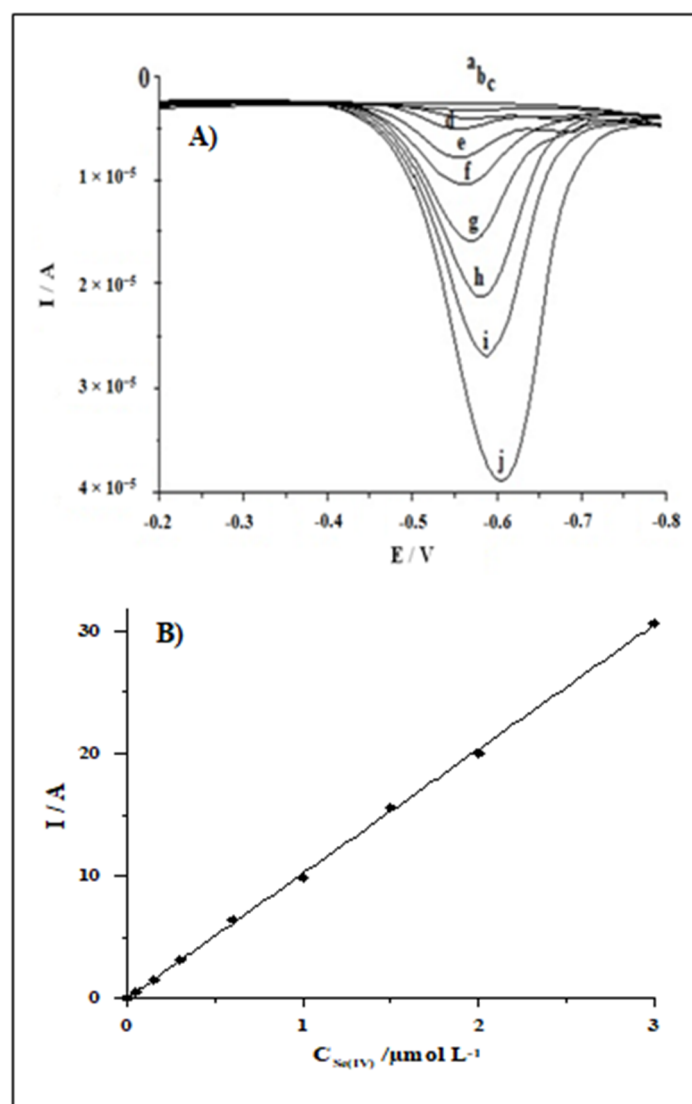 0
a b c
A)
d
e
1 × 10⁻⁵
f
g
2 × 10⁻⁵
h
i
3 × 10⁻⁵
j
4 × 10⁻⁵
I / A
-0.2 -0.3 -0.4 -0.5 -0.6 -0.7 -0.8
E / V
B)
30
20
10
0
I / A
0 1 2 3
C Se(IV) /μmol L⁻¹